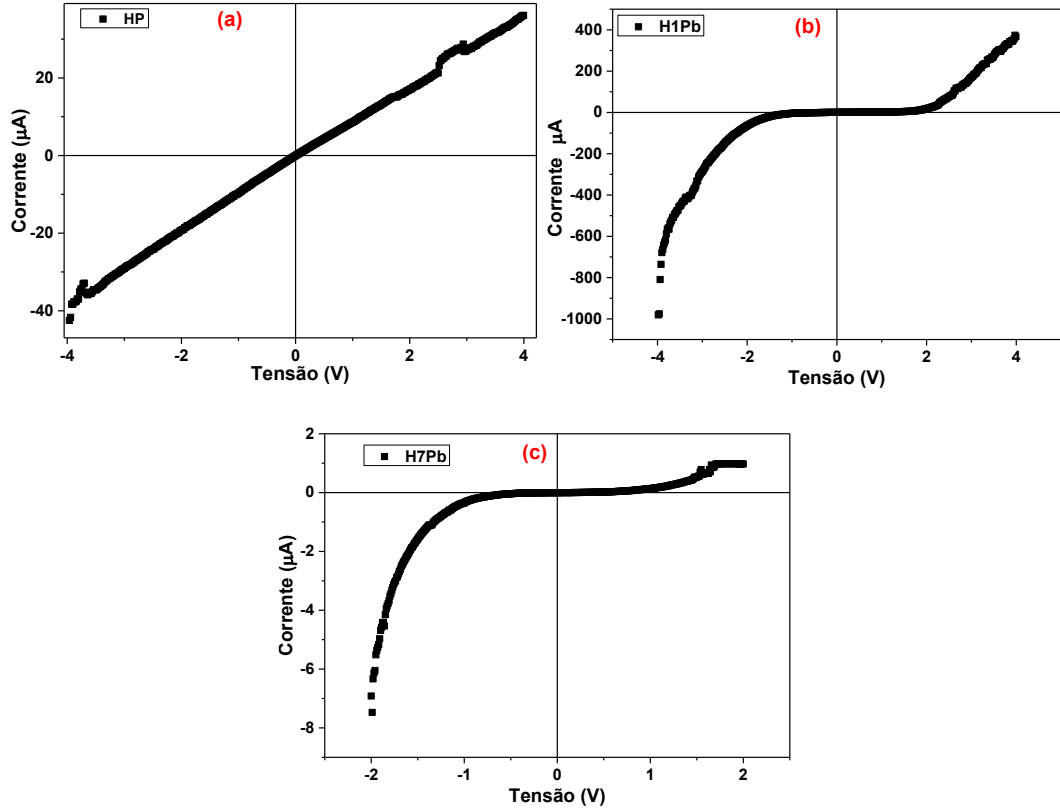 HP
(a)
20
0
-20
-40
Corrente (μA)
-4
-2
0
2
4
Tensão (V)
H1Pb
(b)
400
200
0
-200
-400
-600
-800
-1000
Corrente μA
-4
-2
0
2
4
Tensão (V)
H7Pb
(c)
2
0
-2
-4
-6
-8
Corrente (μA)
-2
-1
0
1
2
Tensão (V)